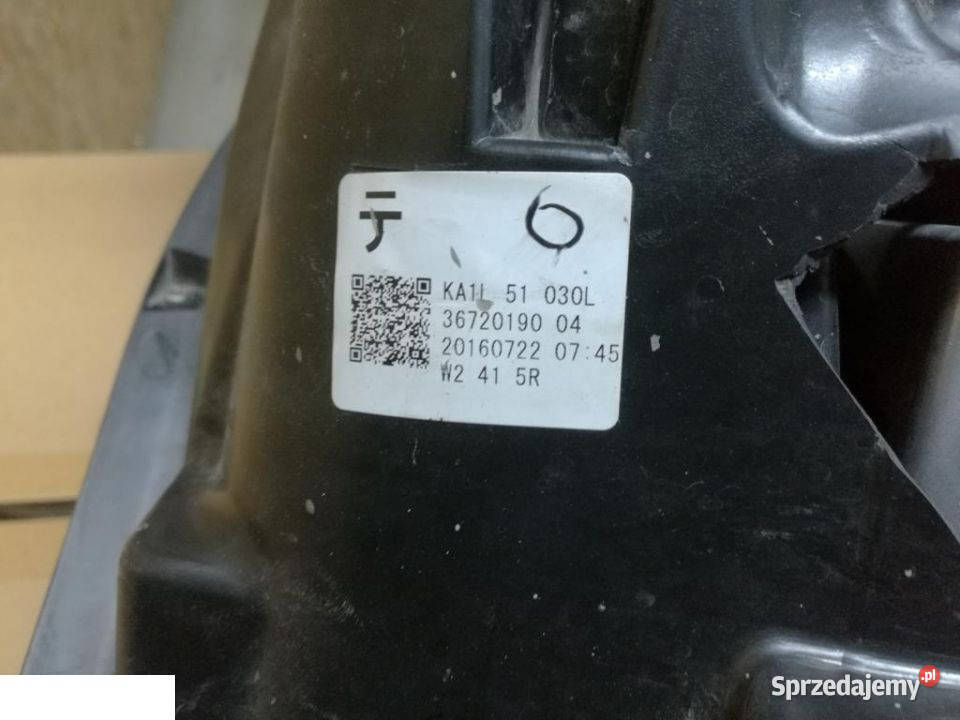 テ 6
KA1L 51 030L
36720190 04
20160722 07:45
W2 41 5R
Sprzedajemy.pl